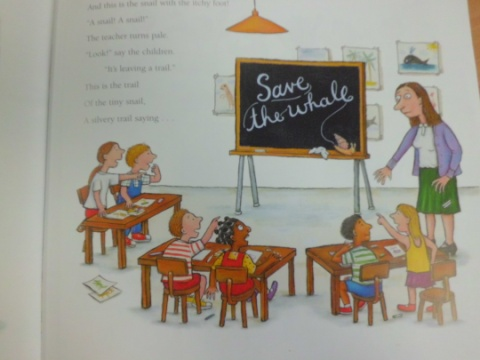 And this is the snail with the itchy foot!
"A snail! A snail!"
The teacher turns pale.
"Look!" say the children.
"It's leaving a trail."
This is the trail
Of the tiny snail,
A silvery trail saying . . .
Save
the whale